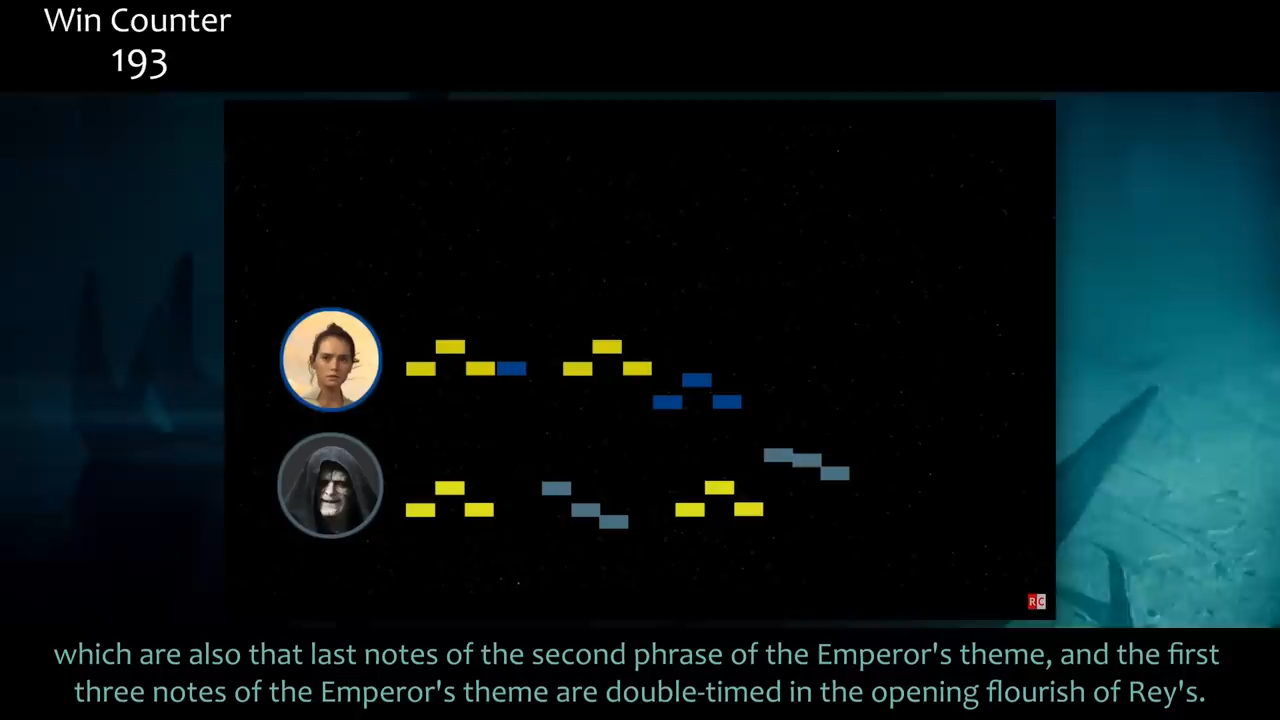 Win Counter
193
RC
which are also that last notes of the second phrase of the Emperor's theme, and the first
three notes of the Emperor's theme are double-timed in the opening flourish of Rey's.